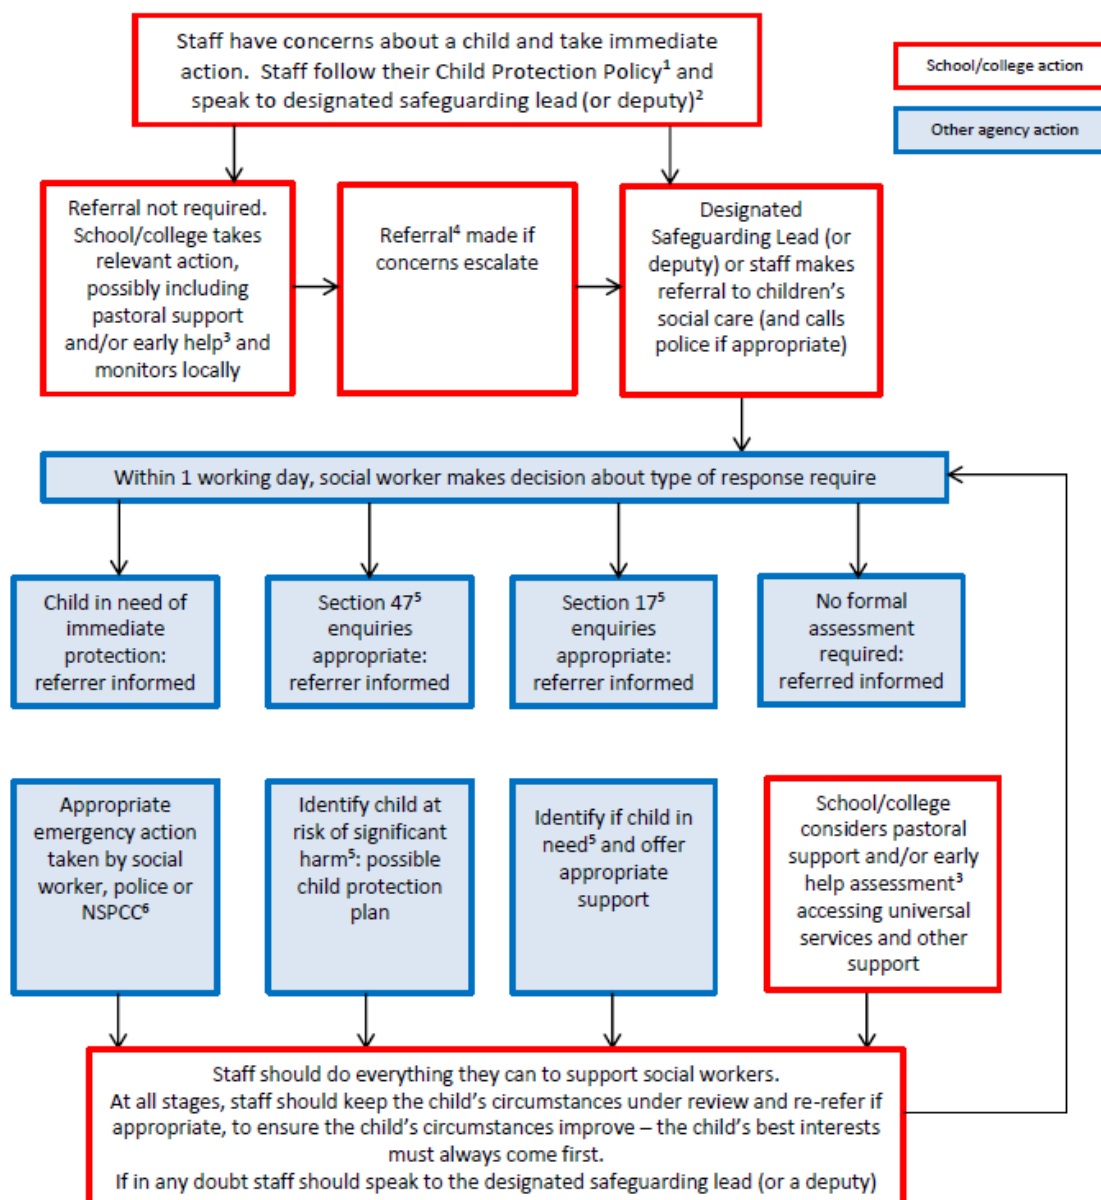 Staff have concerns about a child and take immediate
action. Staff follow their Child Protection Policy¹ and
speak to designated safeguarding lead (or deputy)²
School/college action
Other agency action
Referral not required.
School/college takes
relevant action,
possibly including
pastoral support
and/or early help³ and
monitors locally
Referral⁴ made if
concerns escalate
Designated
Safeguarding Lead (or
deputy) or staff makes
referral to children’s
social care (and calls
police if appropriate)
Within 1 working day, social worker makes decision about type of response require
Child in need of
immediate
protection:
referrer informed
Section 47⁵
enquiries
appropriate:
referrer informed
Section 17⁵
enquiries
appropriate:
referrer informed
No formal
assessment
required:
referred informed
Appropriate
emergency action
taken by social
worker, police or
NSPCC⁶
Identify child at
risk of significant
harm⁵: possible
child protection
plan
Identify if child in
need⁵ and offer
appropriate
support
School/college
considers pastoral
support and/or early
help assessment³
accessing universal
services and other
support
Staff should do everything they can to support social workers.
At all stages, staff should keep the child’s circumstances under review and re-refer if
appropriate, to ensure the child’s circumstances improve – the child’s best interests
must always come first.
If in any doubt staff should speak to the designated safeguarding lead (or a deputy)